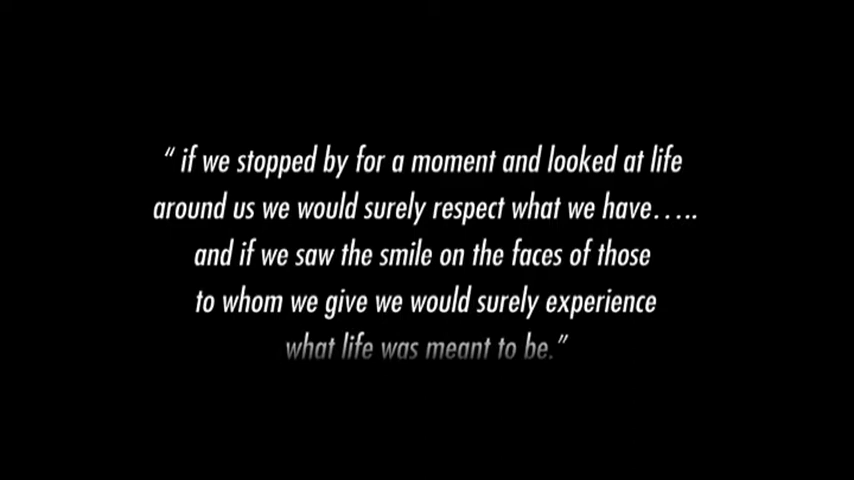 “ if we stopped by for a moment and looked at life
around us we would surely respect what we have…..
and if we saw the smile on the faces of those
to whom we give we would surely experience
what life was meant to be.”